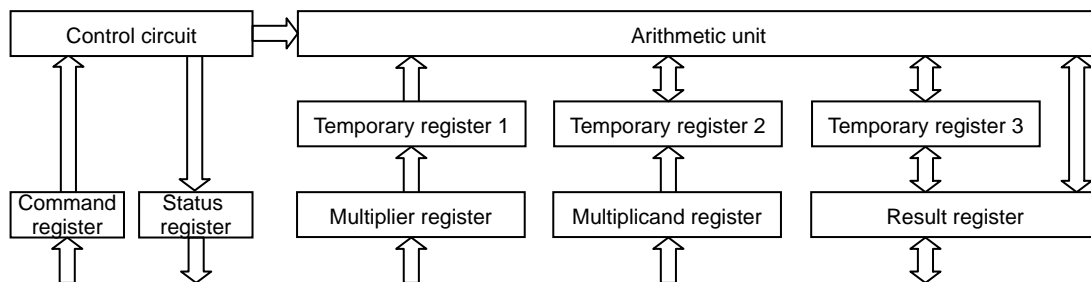 Control circuit
Arithmetic unit
Temporary register 1
Temporary register 2
Temporary register 3
Command
register
Status
register
Multiplier register
Multiplicand register
Result register